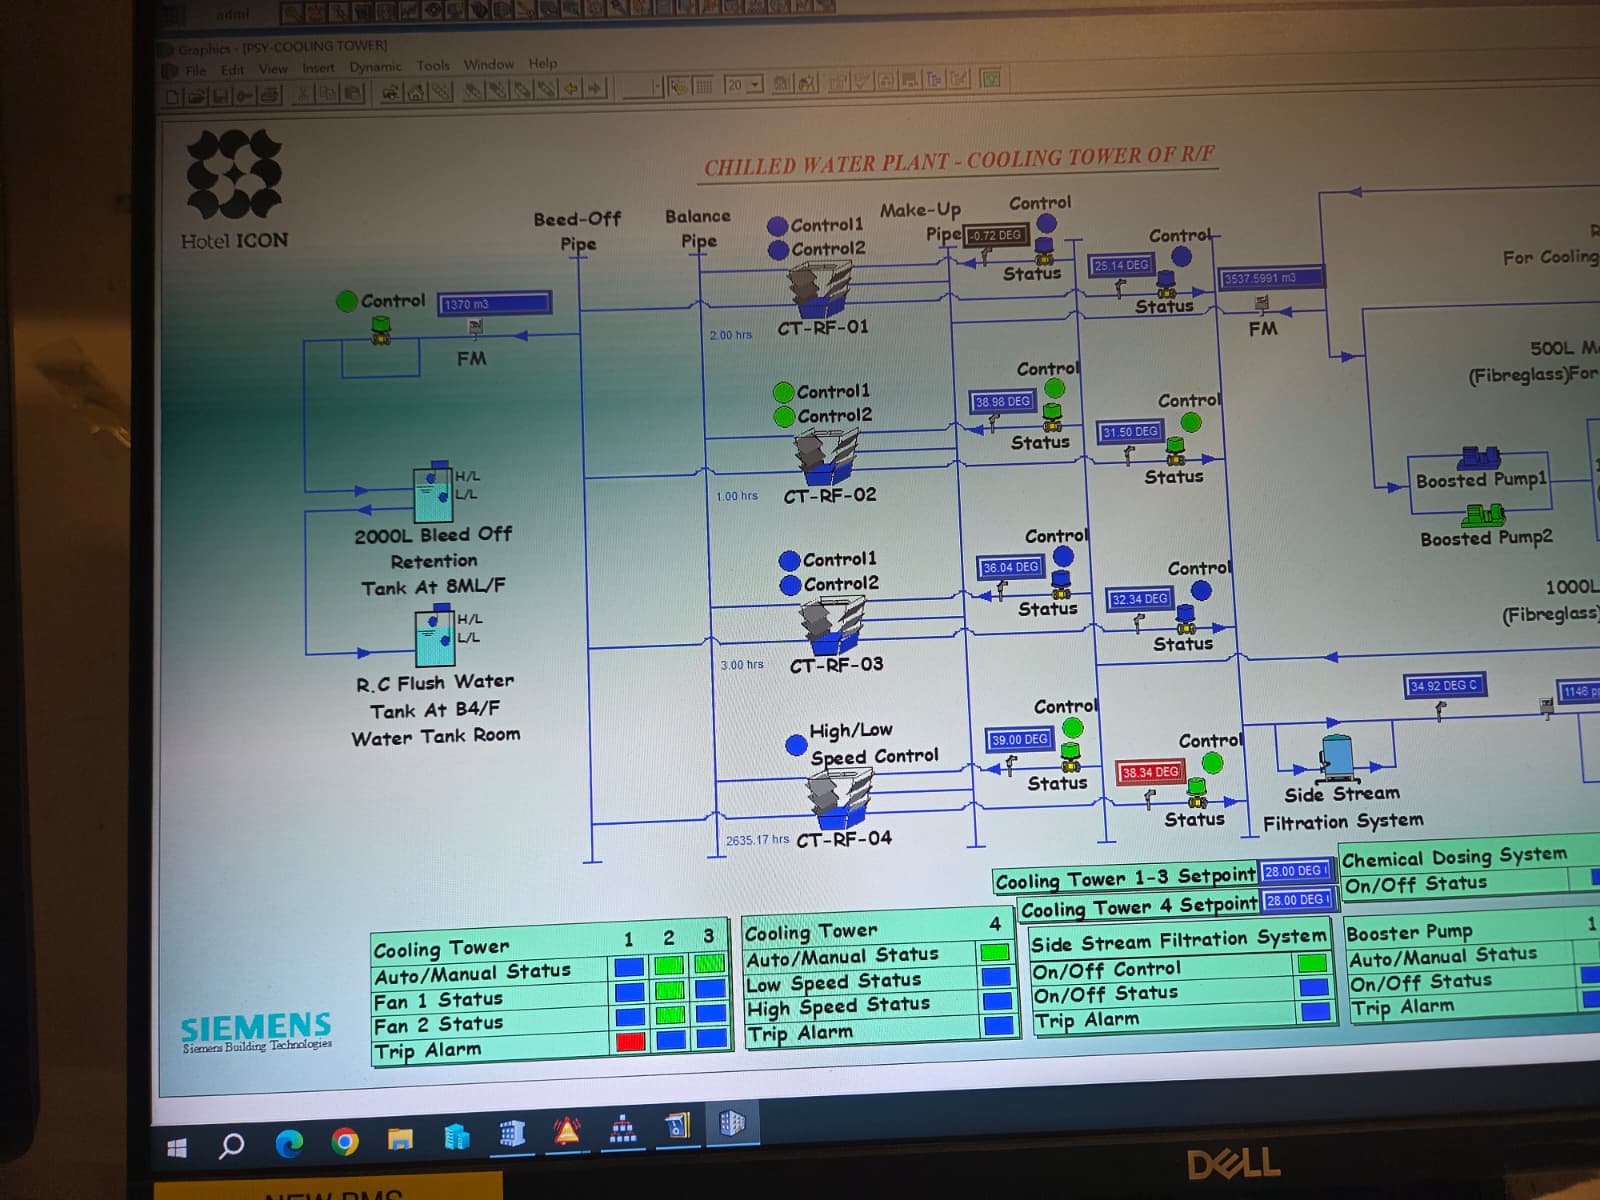 adml
Graphics - [PSY-COOLING TOWER]
File Edit View Insert Dynamic Tools Window Help
20
Hotel ICON
CHILLED WATER PLANT - COOLING TOWER OF R/F
Beed-Off
Pipe
Balance
Pipe
Control1
Control2
Make-Up
Pipe
-0.72 DEG
Control
Status
25.14 DEG
Control
Status
3537.5991 m3
FM
For Cooling
Control
1370 m3
FM
2.00 hrs
CT-RF-01
500L
(Fibreglass)For
Control1
Control2
38.98 DEG
Control
Status
31.50 DEG
Control
Status
1.00 hrs
CT-RF-02
Boosted Pump1
Boosted Pump2
H/L
L/L
2000L Bleed Off
Retention
Tank At 8ML/F
Control1
Control2
36.04 DEG
Control
Status
32.34 DEG
Control
Status
3.00 hrs
CT-RF-03
1000L
(Fibreglass)
H/L
L/L
R.C Flush Water
Tank At B4/F
Water Tank Room
High/Low
Speed Control
39.00 DEG
Control
Status
38.34 DEG
Control
Status
2635.17 hrs
CT-RF-04
34.92 DEG C
1146
Side Stream
Filtration System
Cooling Tower 1-3 Setpoint 28.00 DEG
Cooling Tower 4 Setpoint 28.00 DEG
Chemical Dosing System
On/Off Status
Cooling Tower 1 2 3
Auto/Manual Status
Fan 1 Status
Fan 2 Status
Trip Alarm
Cooling Tower 4
Auto/Manual Status
Low Speed Status
High Speed Status
Trip Alarm
Side Stream Filtration System
On/Off Control
On/Off Status
Trip Alarm
Booster Pump 1
Auto/Manual Status
On/Off Status
Trip Alarm
SIEMENS
Siemens Building Technologies
DELL